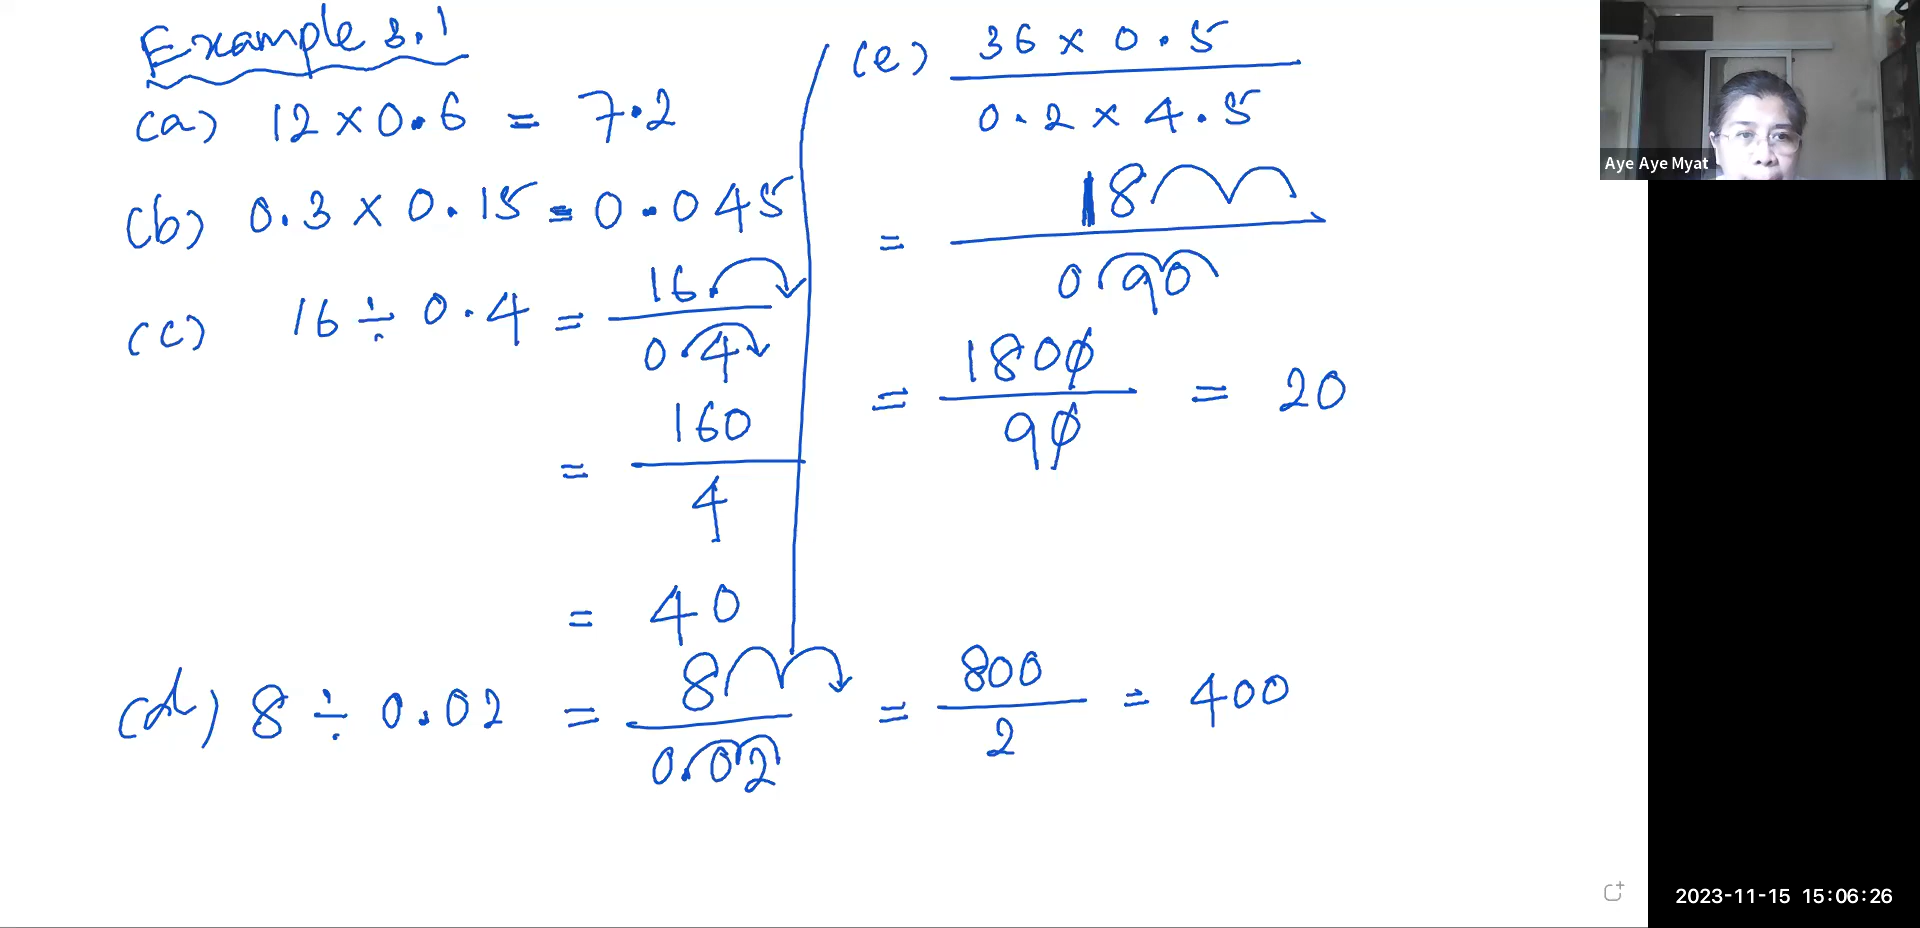 Example 3.1
(a) 12 × 0.6 = 7.2
(b) 0.3 × 0.15 = 0.045
(c) 16 ÷ 0.4 = 16. / 0.4
= 160 / 4
= 40
(d) 8 ÷ 0.02 = 8 / 0.02 = 800 / 2 = 400
(e) 36 × 0.5 / 0.2 × 4.5
= 18 / 0.90
= 1800 / 90 = 20
Aye Aye Myat
2023-11-15 15:06:26